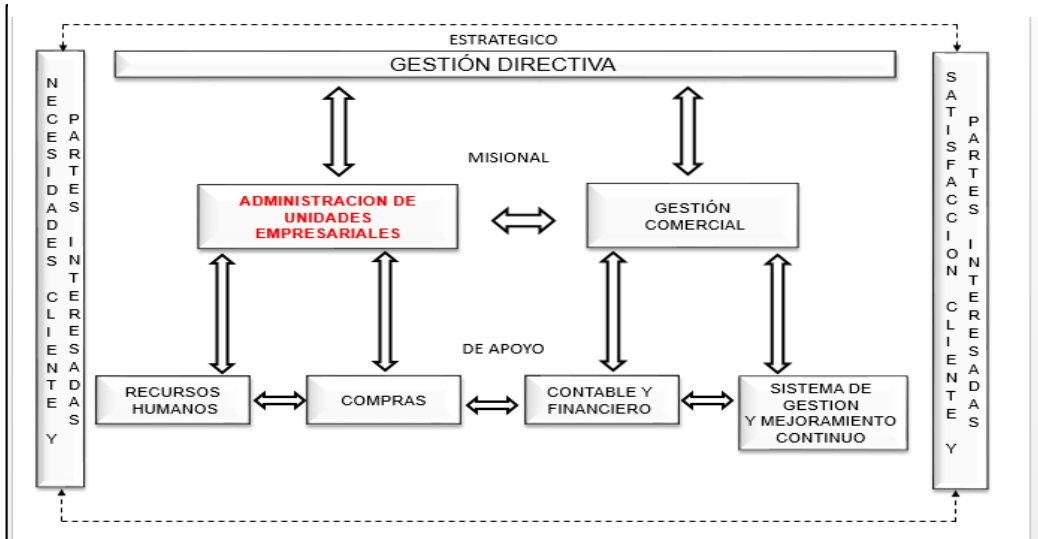 ESTRATEGICO
GESTIÓN DIRECTIVA
NECESIDADES CLIENTE Y
PARTES INTERESADAS
MISIONAL
ADMINISTRACION DE
UNIDADES
EMPRESARIALES
GESTIÓN
COMERCIAL
DE APOYO
RECURSOS
HUMANOS
COMPRAS
CONTABLE Y
FINANCIERO
SISTEMA DE
GESTION
Y MEJORAMIENTO
CONTINUO
SATISFACCION CLIENTE Y
PARTES INTERESADAS